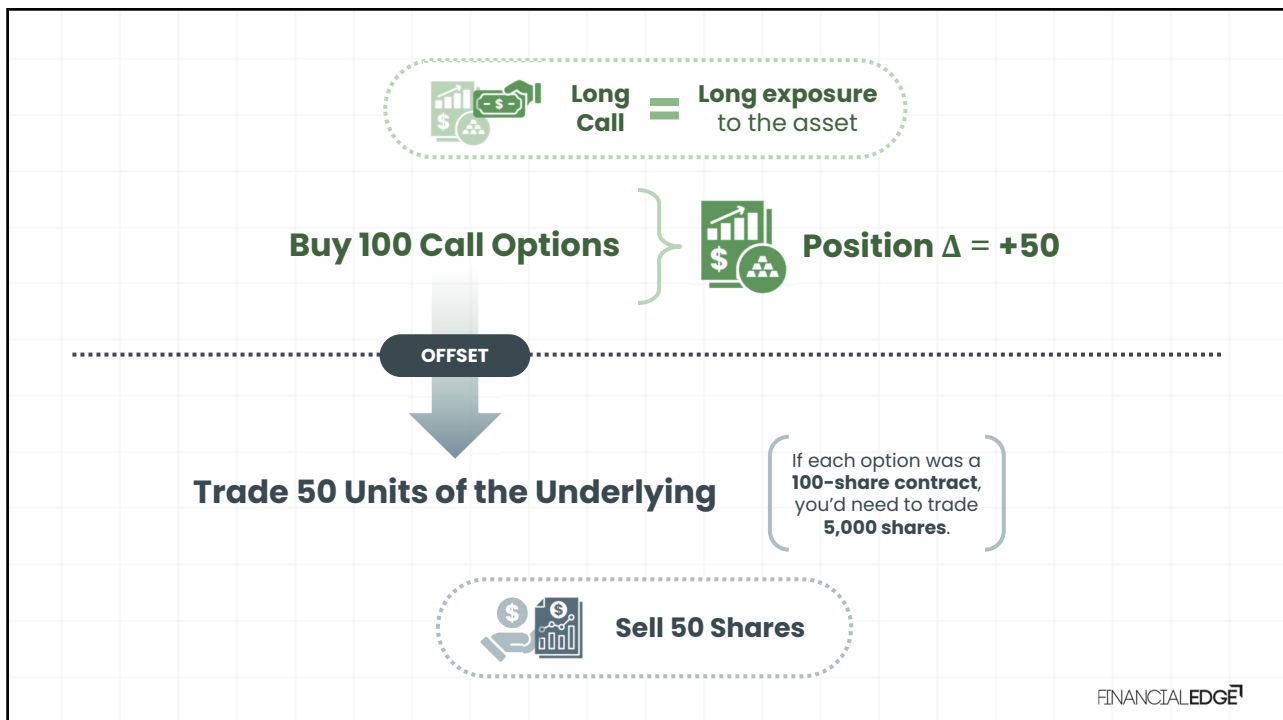 Long
Call
Long exposure
to the asset
Buy 100 Call Options
Position Δ = +50
OFFSET
Trade 50 Units of the Underlying
If each option was a
100-share contract,
you’d need to trade
5,000 shares.
Sell 50 Shares
FINANCIALEDGE